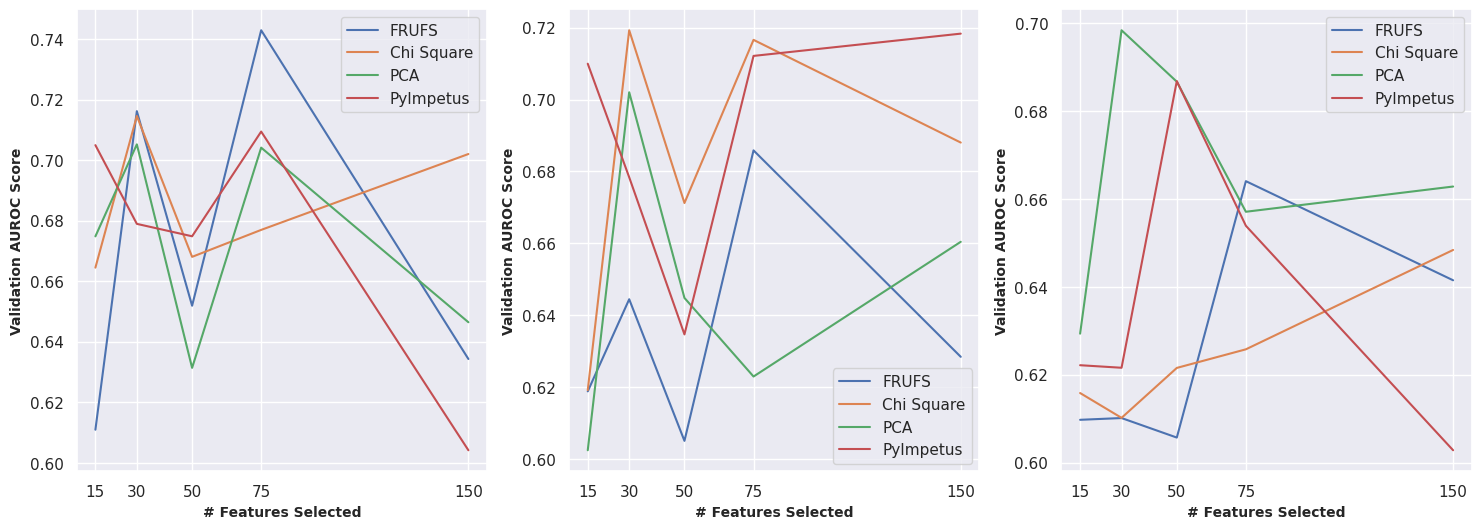 0.74
0.72
0.70
0.68
0.66
0.64
0.62
0.60
Validation AUROC Score
15 30 50 75 150
# Features Selected
FRUFS
Chi Square
PCA
PyImpetus
0.72
0.70
0.68
0.66
0.64
0.62
0.60
Validation AUROC Score
15 30 50 75 150
# Features Selected
FRUFS
Chi Square
PCA
PyImpetus
0.70
0.68
0.66
0.64
0.62
0.60
Validation AUROC Score
15 30 50 75 150
# Features Selected
FRUFS
Chi Square
PCA
PyImpetus